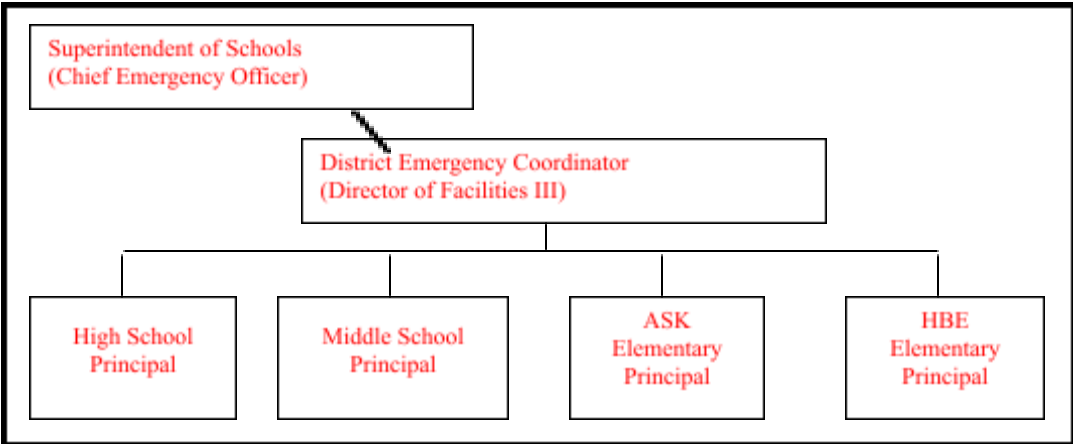 Superintendent of Schools
(Chief Emergency Officer)
District Emergency Coordinator
(Director of Facilities III)
High School
Principal
Middle School
Principal
ASK
Elementary
Principal
HBE
Elementary
Principal